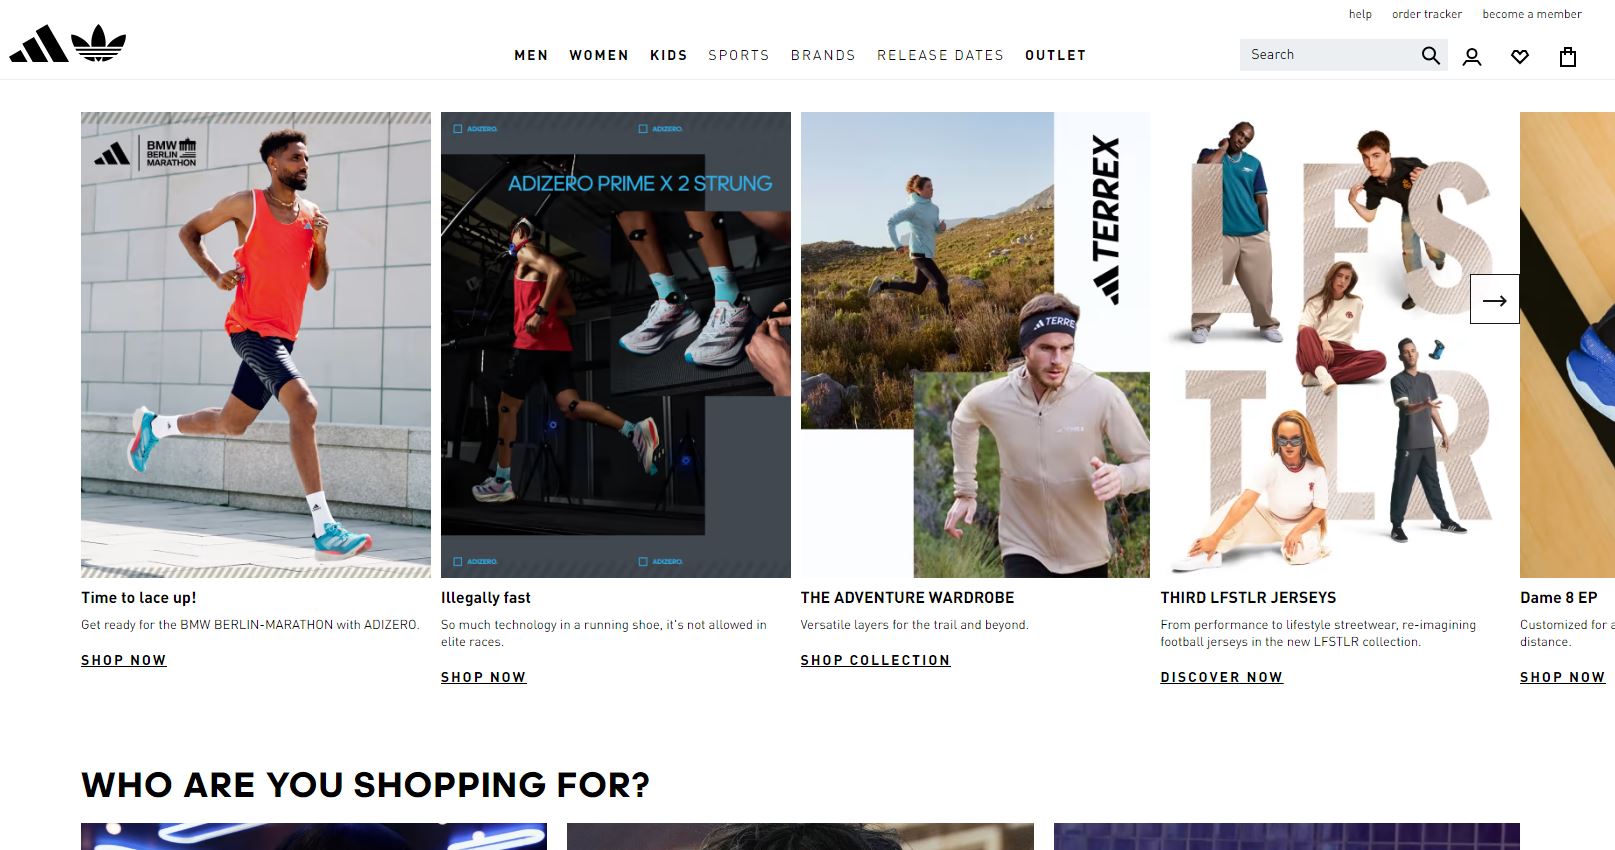 help order tracker become a member
MEN WOMEN KIDS SPORTS BRANDS RELEASE DATES OUTLET
Search
BMW
BERLIN
MARATHON
Time to lace up!
Get ready for the BMW BERLIN-MARATHON with ADIZERO.
SHOP NOW
ADIZERO. ADIZERO.
ADIZERO PRIME X 2 STRUNG
ADIZERO. ADIZERO.
Illegally fast
So much technology in a running shoe, it's not allowed in
elite races.
SHOP NOW
TERREX
TERREX
THE ADVENTURE WARDROBE
Versatile layers for the trail and beyond.
SHOP COLLECTION
LFS
TLR
THIRD LFSTLR JERSEYS
From performance to lifestyle streetwear, re-imagining
football jerseys in the new LFSTLR collection.
DISCOVER NOW
Dame 8 EP
Customized for
distance.
SHOP NOW
WHO ARE YOU SHOPPING FOR?